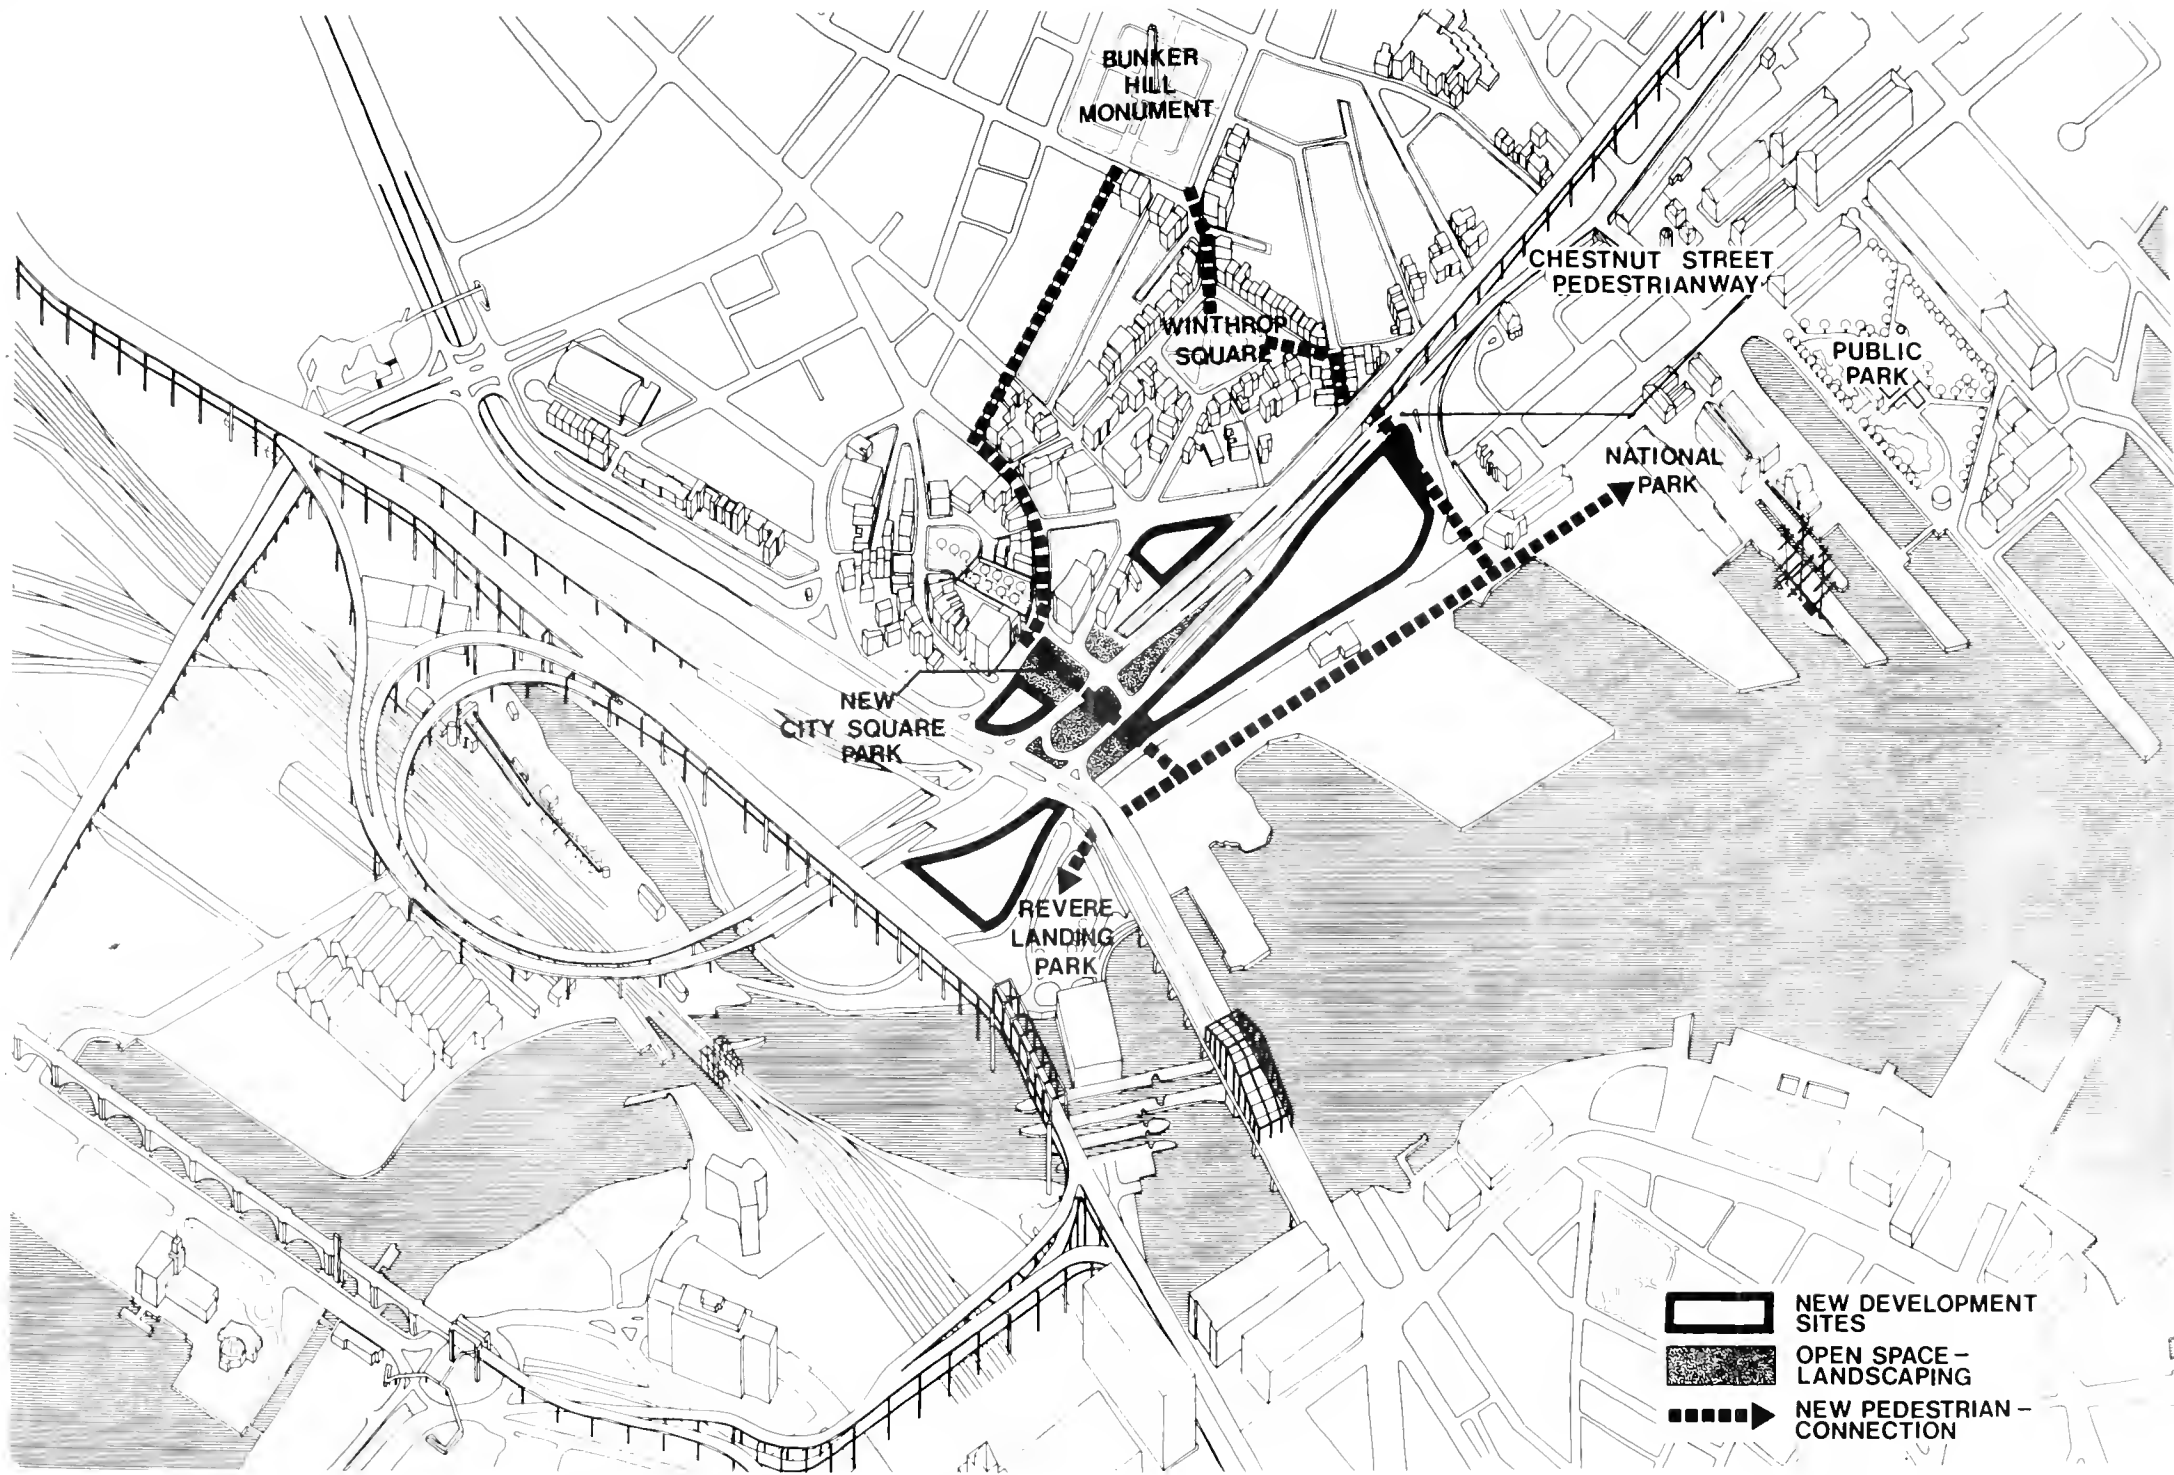 BUNKER
HILL
MONUMENT
CHESTNUT STREET
PEDESTRIANWAY
WINTHROP
SQUARE
PUBLIC
PARK
NATIONAL
PARK
NEW
CITY SQUARE
PARK
REVERE
LANDING
PARK
NEW DEVELOPMENT
SITES
OPEN SPACE –
LANDSCAPING
NEW PEDESTRIAN –
CONNECTION